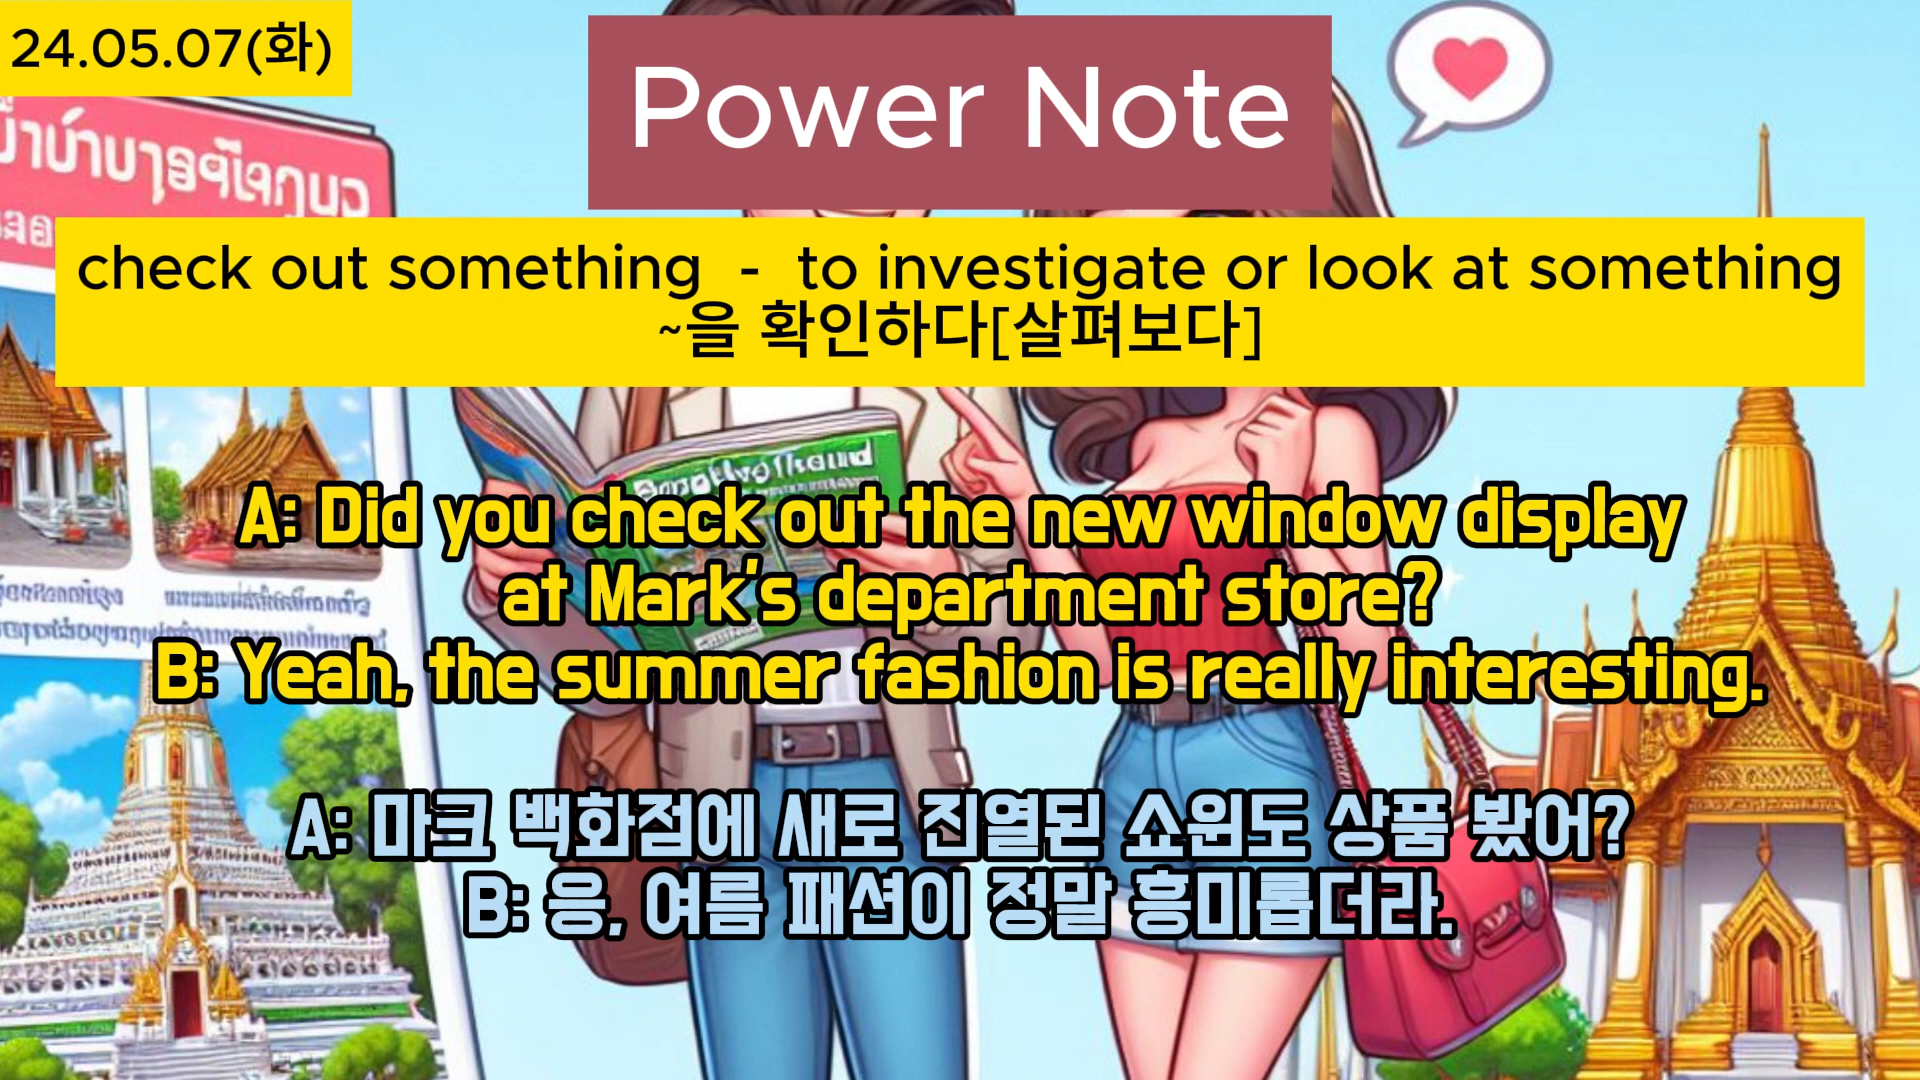 24.05.07(화)
Power Note
check out something - to investigate or look at something
~을 확인하다[살펴보다]
A: Did you check out the new window display
at Mark's department store?
B: Yeah, the summer fashion is really interesting.
A: 마크 백화점에 새로 진열된 쇼윈도 상품 봤어?
B: 응, 여름 패션이 정말 흥미롭더라.